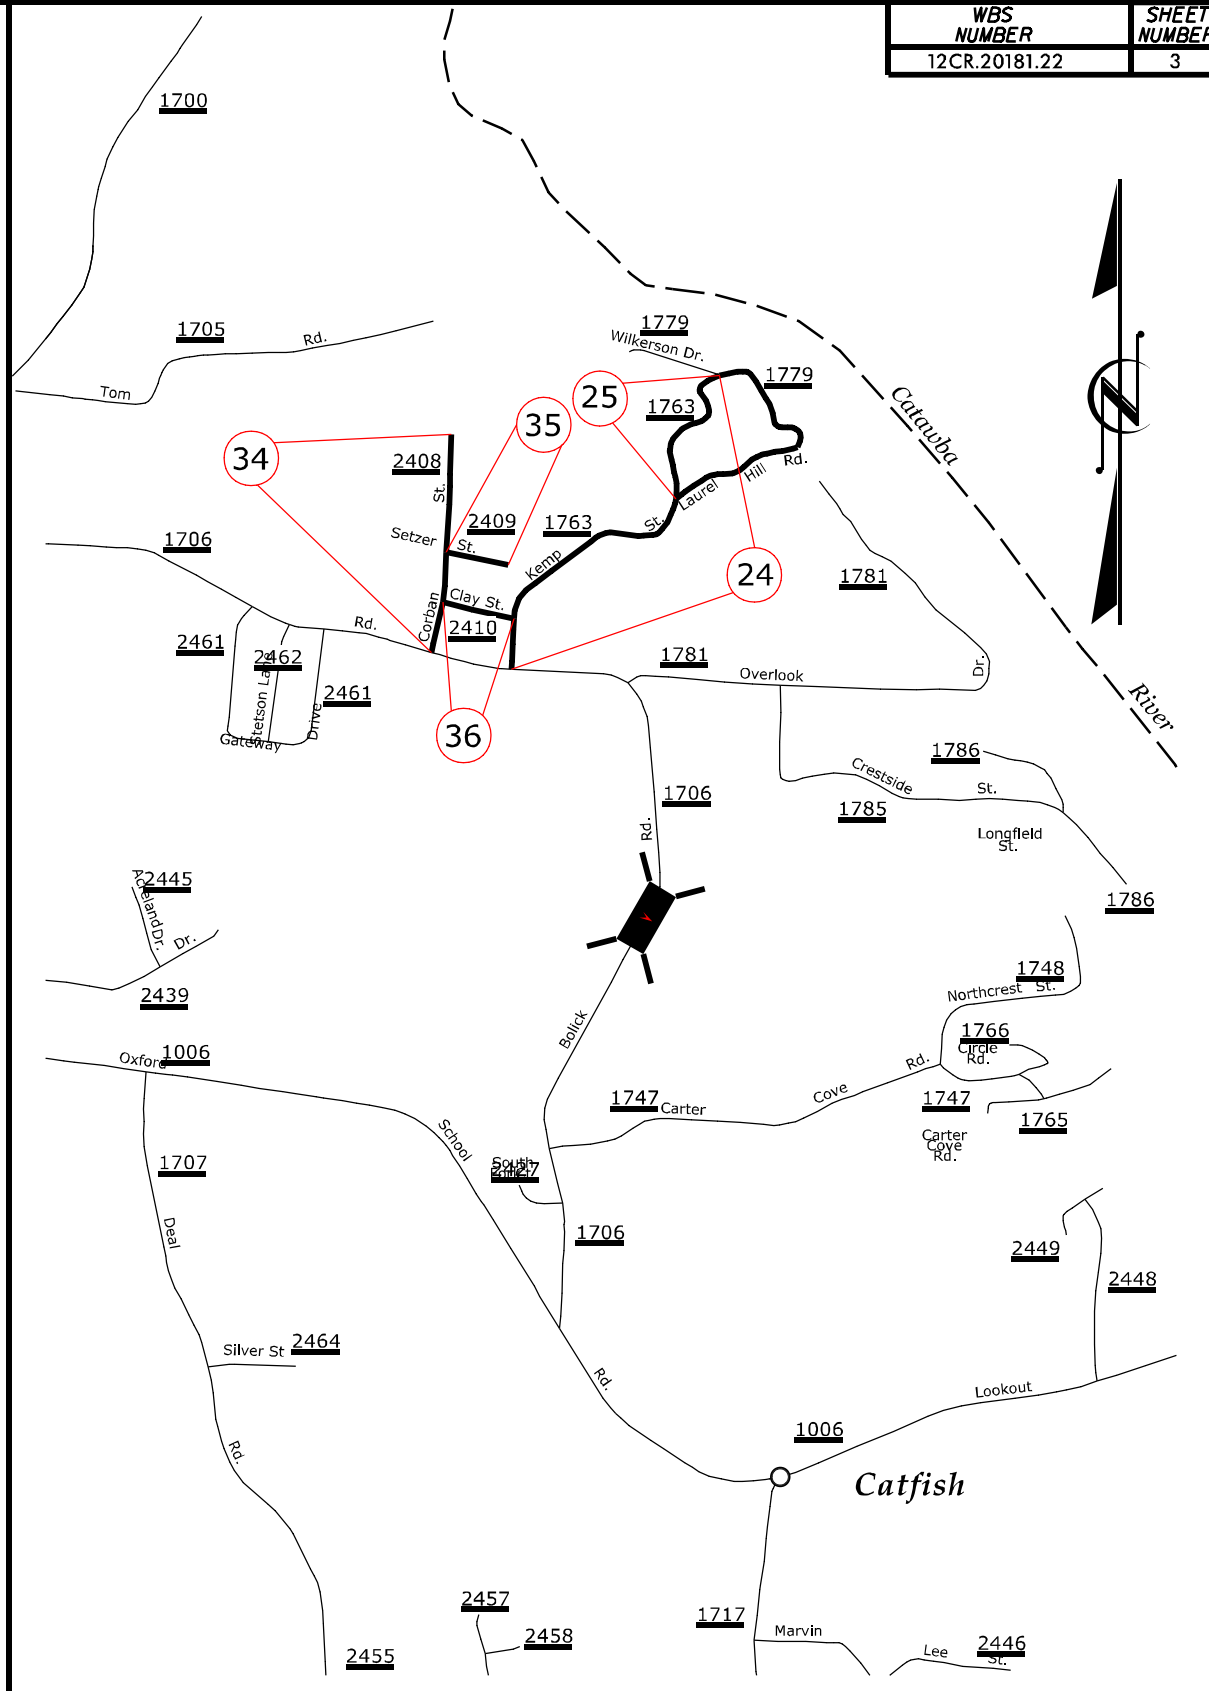 WBS
NUMBER
SHEET
NUMBER
12CR.20181.22
3
1700
1705
Rd.
Tom
1779
Wilkerson Dr.
1779
25
1763
35
34
2408
St.
Catawba
Rd.
Hill
Laurel
2409
1763
St.
Setzer
St.
1706
Kemp
24
1781
Clay St.
Corban
2410
Rd.
2461
2462
Stetson Lane
1781
Overlook
Dr.
2461
Drive
Gateway
36
River
1786
Crestside
St.
1706
1785
Rd.
Longfield
St.
2445
Acreland Dr.
1786
Dr.
2439
1748
Northcrest St.
Bolick
1766
Circle
Rd.
Oxford
1006
Rd.
Cove
1747
Carter
1747
1765
School
Carter
Cove
Rd.
South
2427
1707
Deal
1706
2449
2448
Silver St
2464
Rd.
Lookout
1006
Rd.
Catfish
2457
1717
2458
Marvin
2455
Lee
2446
St.